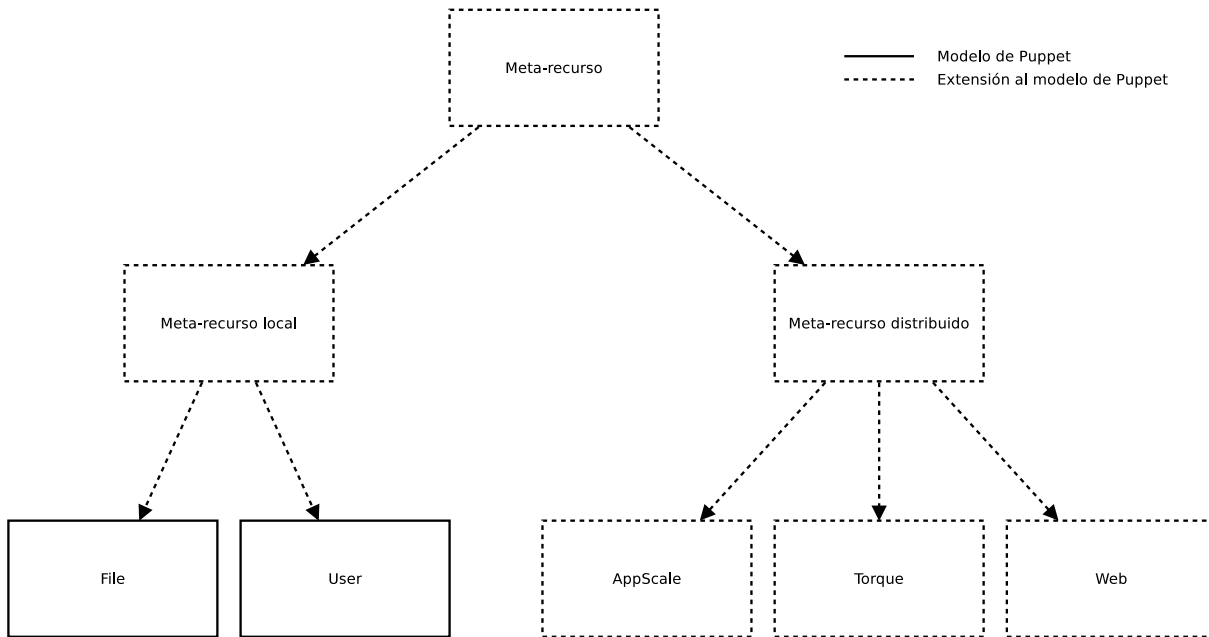 Meta-recurso
Modelo de Puppet
Extensión al modelo de Puppet
Meta-recurso local
Meta-recurso distribuido
File
User
AppScale
Torque
Web